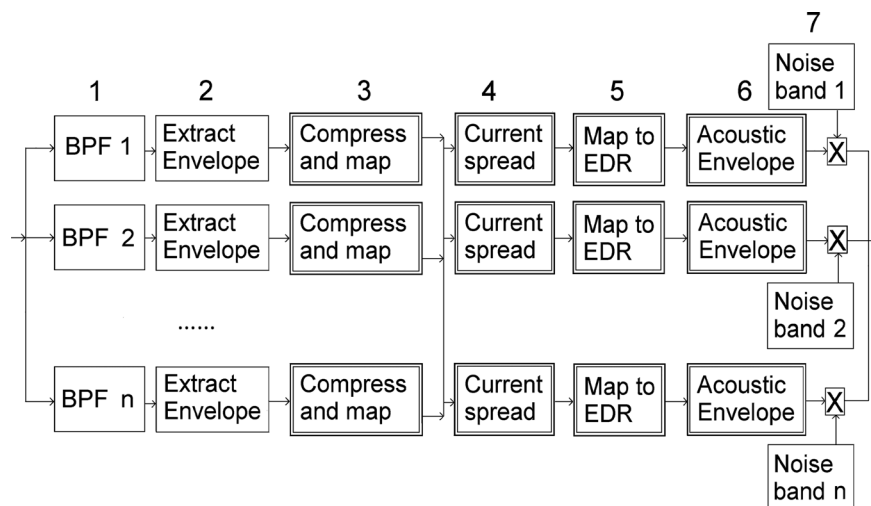 7
Noise
band 1
1 2 3 4 5 6
BPF 1
Extract
Envelope
Compress
and map
Current
spread
Map to
EDR
Acoustic
Envelope
X
BPF 2
Extract
Envelope
Compress
and map
Current
spread
Map to
EDR
Acoustic
Envelope
X
Noise
band 2
......
BPF n
Extract
Envelope
Compress
and map
Current
spread
Map to
EDR
Acoustic
Envelope
X
Noise
band n